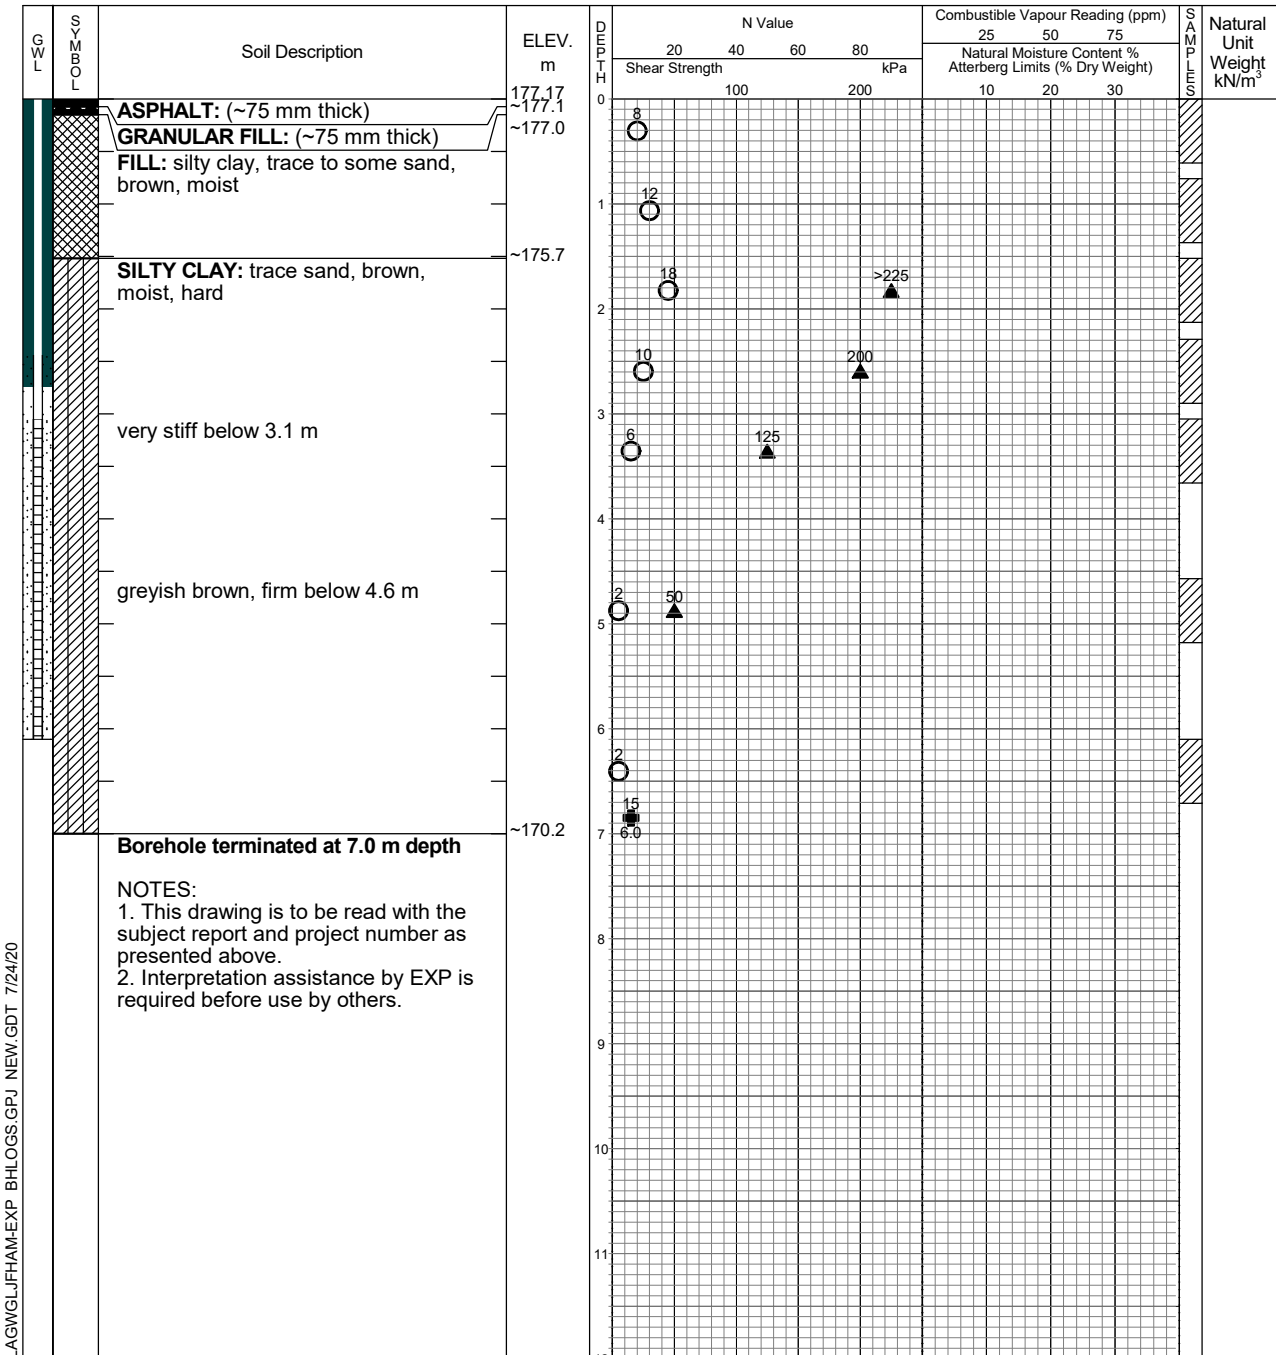 GWL
SYMBOL
Soil Description
ELEV.
m
DEPTH
N Value
20 40 60 80
Shear Strength kPa
100 200
Combustible Vapour Reading (ppm)
25 50 75
Natural Moisture Content %
Atterberg Limits (% Dry Weight)
10 20 30
SAMPLES
Natural
Unit
Weight
kN/m³
177.17
0
ASPHALT: (~75 mm thick) ~177.1
GRANULAR FILL: (~75 mm thick) ~177.0
8
FILL: silty clay, trace to some sand,
brown, moist
12
1
~175.7
SILTY CLAY: trace sand, brown,
moist, hard
18 >225
2
10 200
3
very stiff below 3.1 m
6 125
4
greyish brown, firm below 4.6 m
2 50
5
6
2
15
6.0
7
~170.2
Borehole terminated at 7.0 m depth
NOTES:
1. This drawing is to be read with the
subject report and project number as
presented above.
2. Interpretation assistance by EXP is
required before use by others.
8
9
10
11
AGWGLJFHAM-EXP BHLOGS.GPJ NEW.GDT 7/24/20